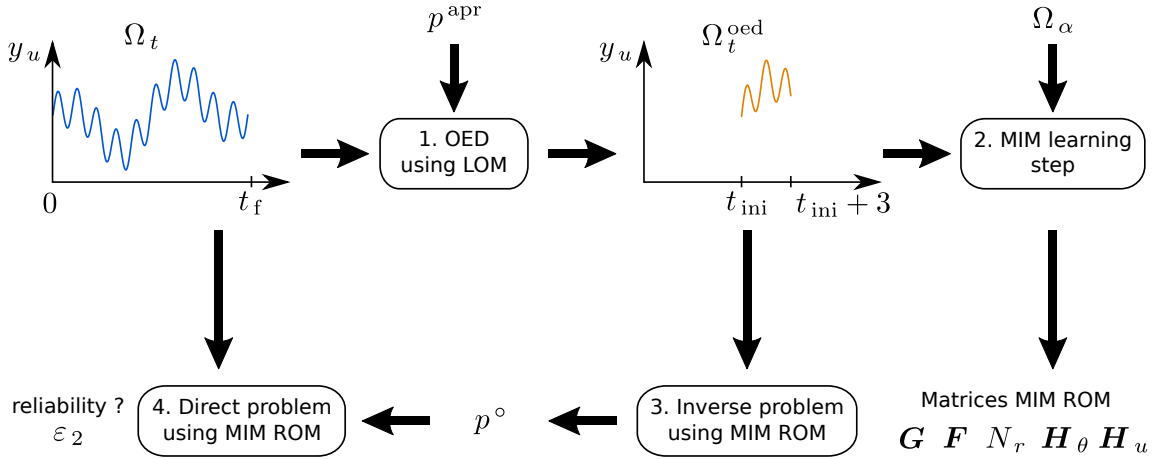 y_u
Ω_t
0
t_f
p^apr
1. OED
using LOM
Ω_t^oed
t_ini
t_ini + 3
Ω_α
2. MIM learning
step
reliability ?
ε_2
4. Direct problem
using MIM ROM
p°
3. Inverse problem
using MIM ROM
Matrices MIM ROM
G F N_r H_θ H_u